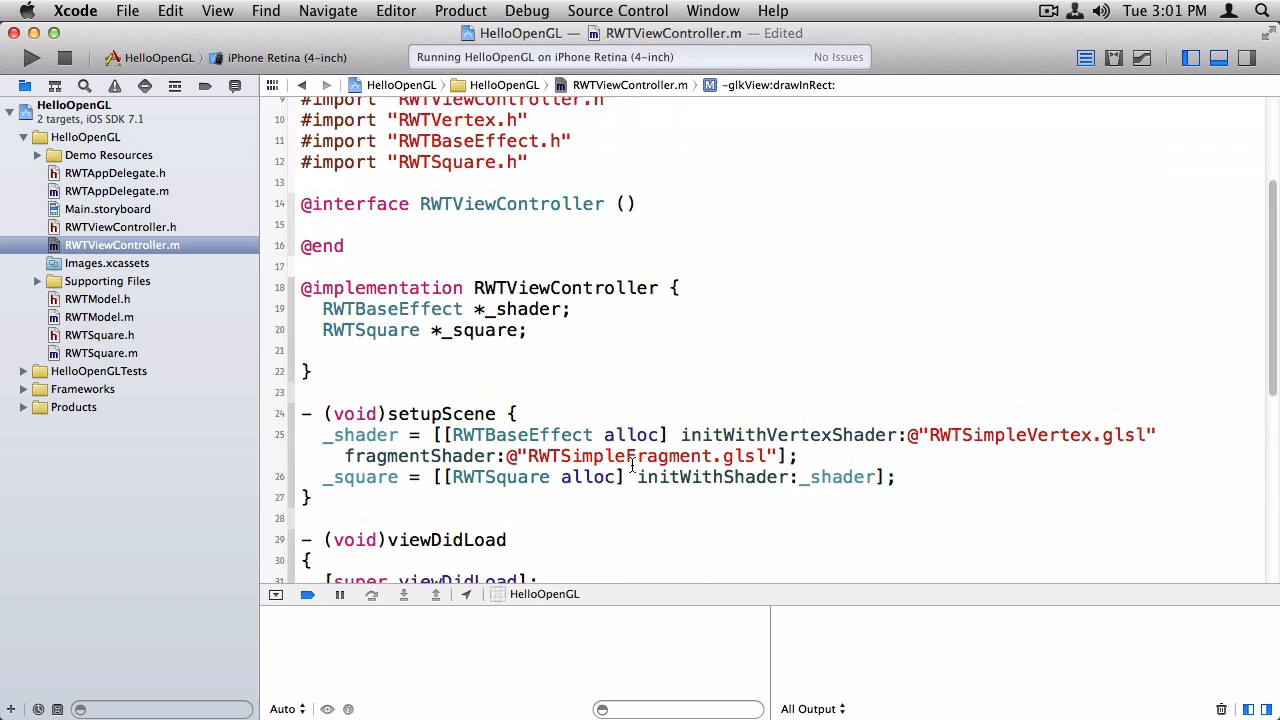 Xcode File Edit View Find Navigate Editor Product Debug Source Control Window Help Tue 3:01 PM
HelloOpenGL — RWTViewController.m — Edited
HelloOpenGL iPhone Retina (4-inch) Running HelloOpenGL on iPhone Retina (4-inch) No Issues
HelloOpenGL HelloOpenGL RWTViewController.m -glkView:drawInRect:
HelloOpenGL
2 targets, iOS SDK 7.1
HelloOpenGL
Demo Resources
RWTAppDelegate.h
RWTAppDelegate.m
Main.storyboard
RWTViewController.h
RWTViewController.m
Images.xcassets
Supporting Files
RWTModel.h
RWTModel.m
RWTSquare.h
RWTSquare.m
HelloOpenGLTests
Frameworks
Products
9 #import "RWTViewController.h"
10 #import "RWTVertex.h"
11 #import "RWTBaseEffect.h"
12 #import "RWTSquare.h"
13
14 @interface RWTViewController ()
15
16 @end
17
18 @implementation RWTViewController {
19 RWTBaseEffect *_shader;
20 RWTSquare *_square;
21
22 }
23
24 - (void)setupScene {
25 _shader = [[RWTBaseEffect alloc] initWithVertexShader:@"RWTSimpleVertex.glsl"
fragmentShader:@"RWTSimpleFragment.glsl"];
26 _square = [[RWTSquare alloc] initWithShader:_shader];
27 }
28
29 - (void)viewDidLoad
30 {
31 [super viewDidLoad];
HelloOpenGL
Auto All Output